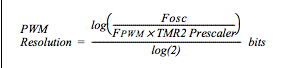 PWM Resolution = log(Fosc / (FPWM × TMR2 Prescaler)) / log(2) bits